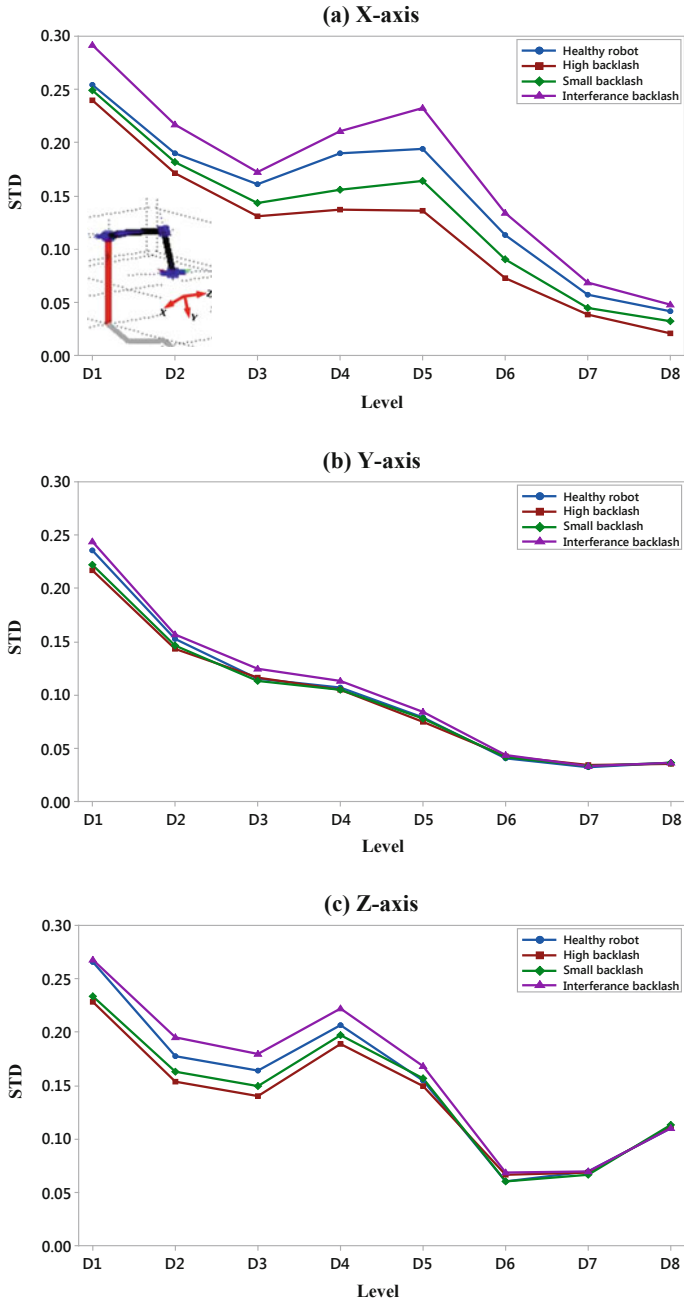 (a) X-axis
0.30
0.25
0.20
0.15
0.10
0.05
0.00
STD
Healthy robot
High backlash
Small backlash
Interferance backlash
Z
X
Y
D1 D2 D3 D4 D5 D6 D7 D8
Level
(b) Y-axis
0.30
0.25
0.20
0.15
0.10
0.05
0.00
STD
Healthy robot
High backlash
Small backlash
Interferance backlash
D1 D2 D3 D4 D5 D6 D7 D8
Level
(c) Z-axis
0.30
0.25
0.20
0.15
0.10
0.05
0.00
STD
Healthy robot
High backlash
Small backlash
Interferance backlash
D1 D2 D3 D4 D5 D6 D7 D8
Level